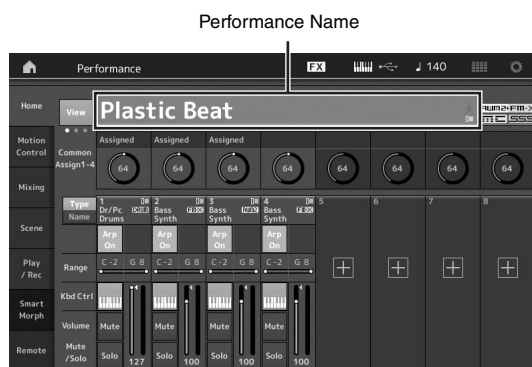 Performance Name
Performance
FX
♩ 140
Home
View
Plastic Beat
Motion Control
Common Assign1-4
Assigned Assigned Assigned
64 64 64 64 64 64 64 64
Mixing
Type
Name
1 2 3 4 5 6 7 8
Dr/Pc Drums
Bass Synth
Bass Synth
Bass Synth
Scene
Arp On Arp On Arp On Arp On
Play / Rec
Range
C -2 G 8 C -2 G 8 C -2 G 8 C -2 G 8
Smart Morph
Kbd Ctrl
Volume
Mute Mute Mute Mute
Remote
Mute /Solo
Solo 127 Solo 100 Solo 100 Solo 100